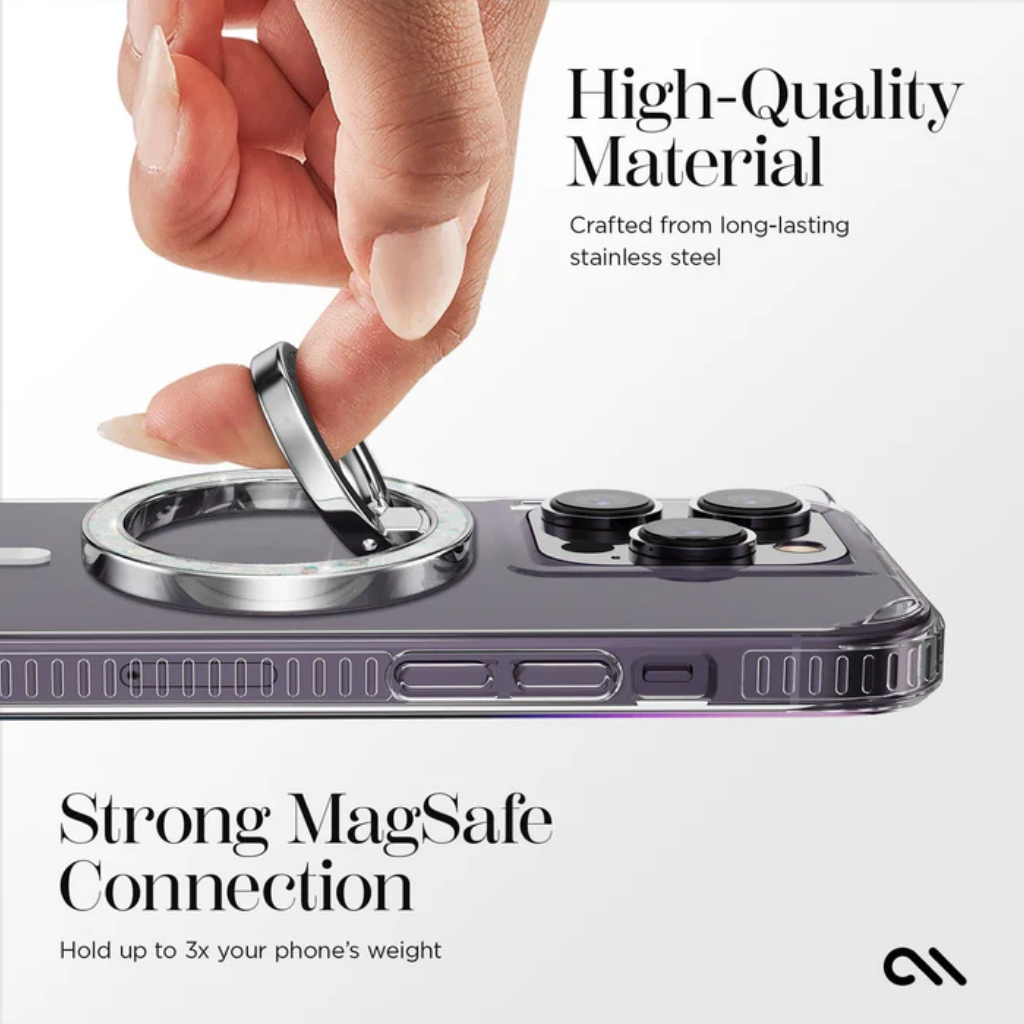 High-Quality
Material
Crafted from long-lasting
stainless steel
Strong MagSafe
Connection
Hold up to 3x your phone's weight